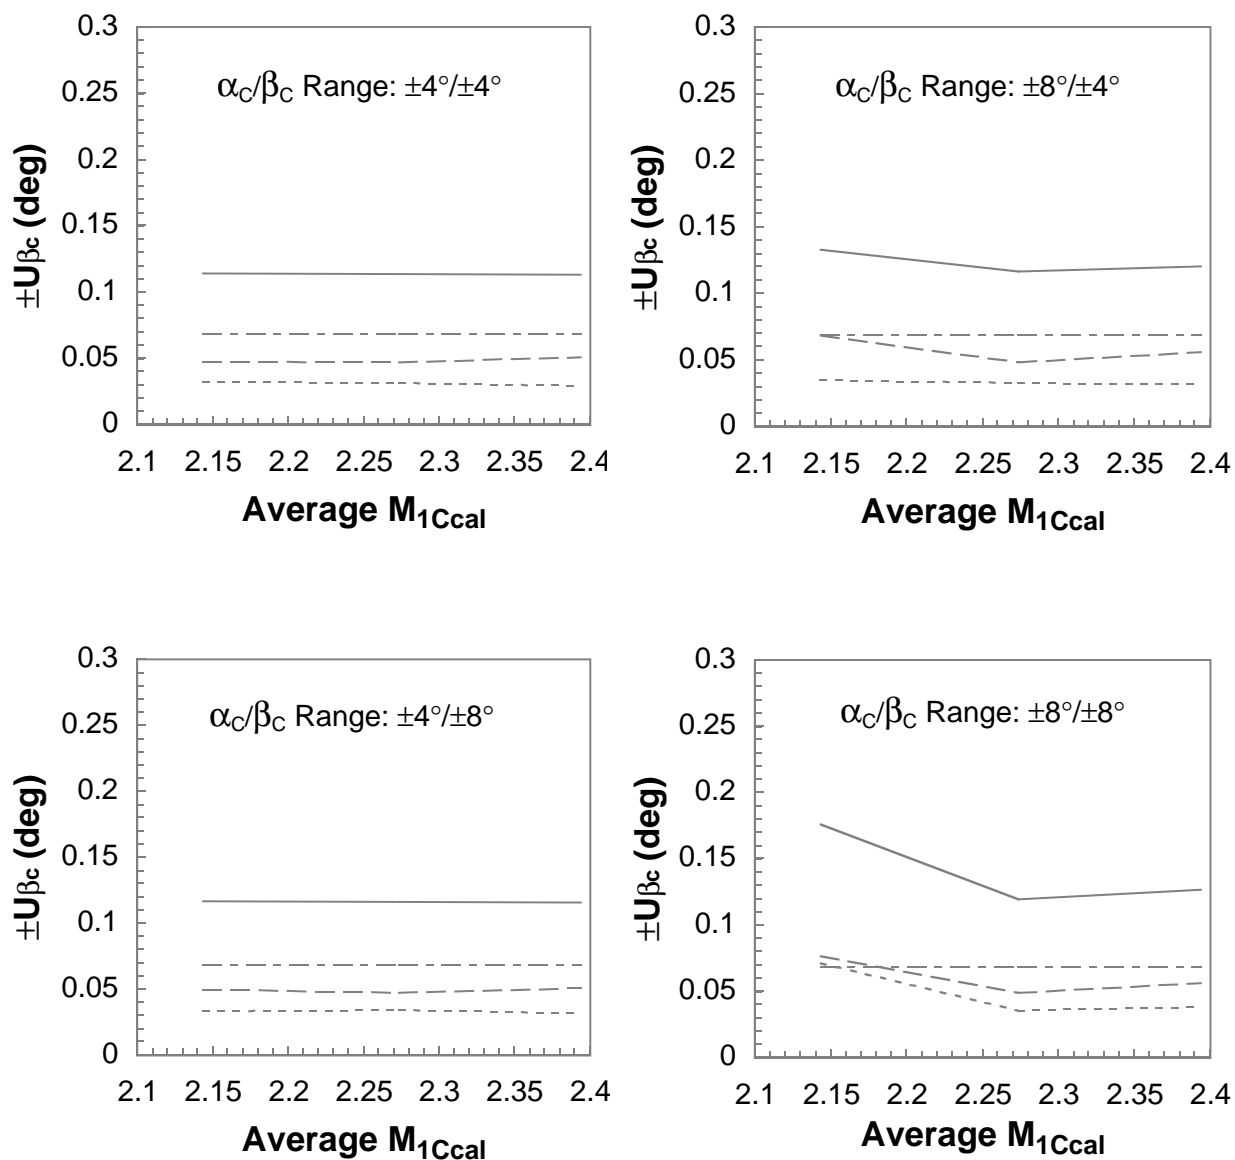 0.3
0.25
0.2
0.15
0.1
0.05
0
±Uβc (deg)
αC/βC Range: ±4°/±4°
2.1 2.15 2.2 2.25 2.3 2.35 2.4
Average M1Ccal
0.3
0.25
0.2
0.15
0.1
0.05
0
±Uβc (deg)
αC/βC Range: ±8°/±4°
2.1 2.15 2.2 2.25 2.3 2.35 2.4
Average M1Ccal
0.3
0.25
0.2
0.15
0.1
0.05
0
±Uβc (deg)
αC/βC Range: ±4°/±8°
2.1 2.15 2.2 2.25 2.3 2.35 2.4
Average M1Ccal
0.3
0.25
0.2
0.15
0.1
0.05
0
±Uβc (deg)
αC/βC Range: ±8°/±8°
2.1 2.15 2.2 2.25 2.3 2.35 2.4
Average M1Ccal